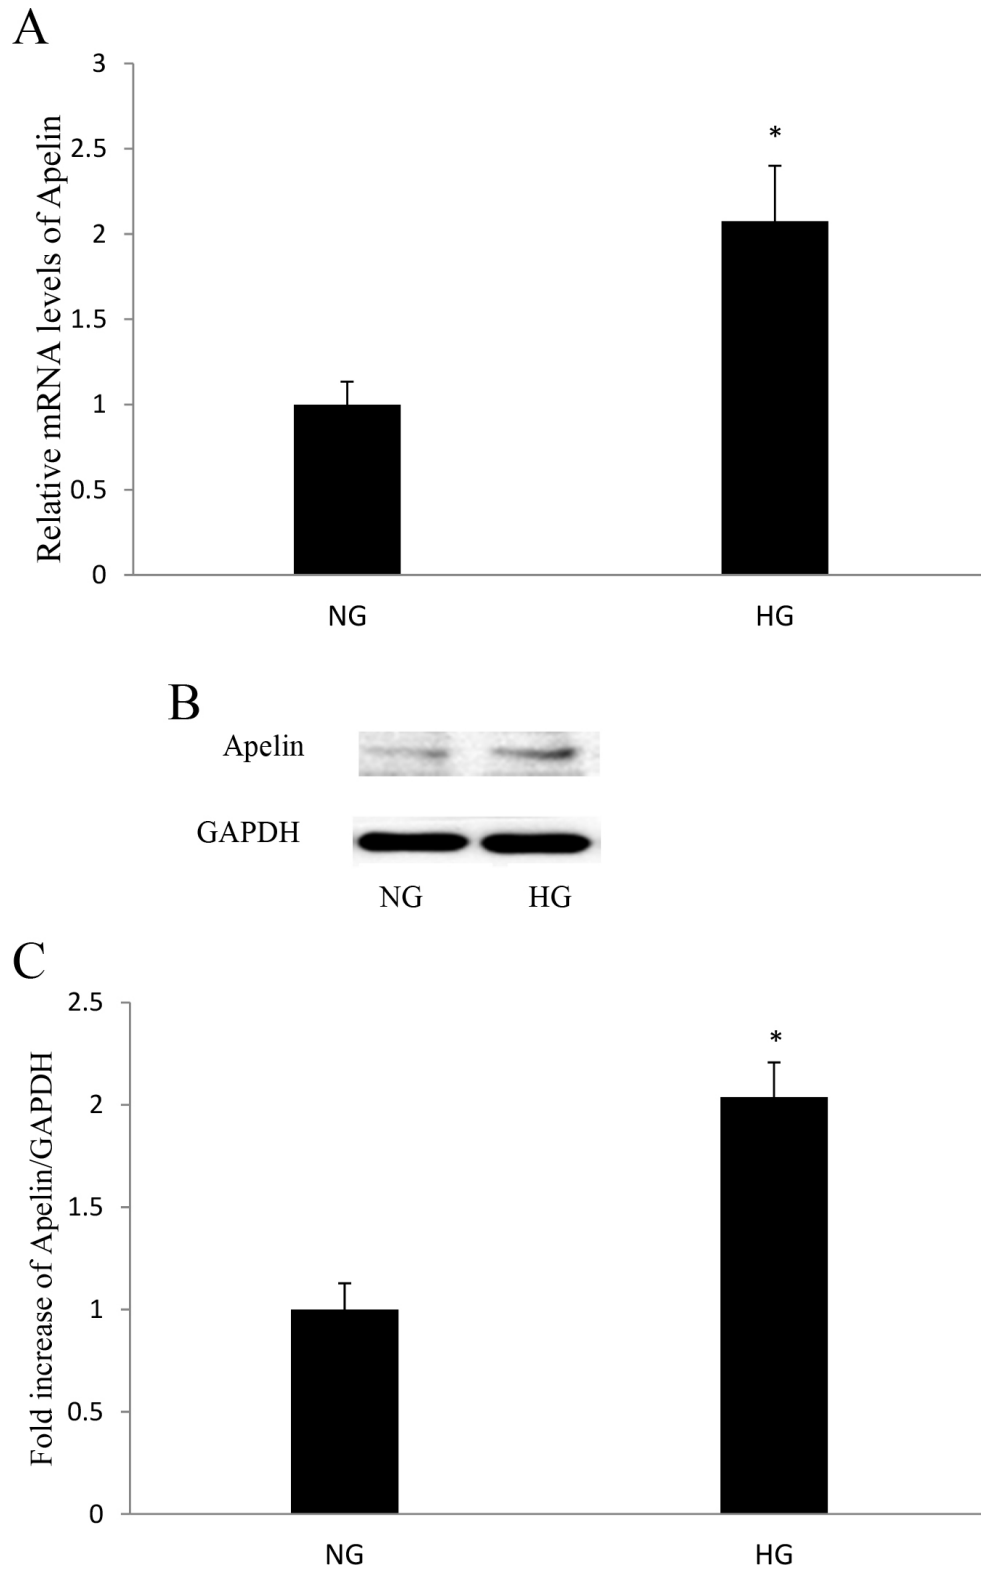 A
Relative mRNA levels of Apelin
3
2.5
2
1.5
1
0.5
0
*
NG HG
B
Apelin
GAPDH
NG HG
C
Fold increase of Apelin/GAPDH
2.5
2
1.5
1
0.5
0
*
NG HG